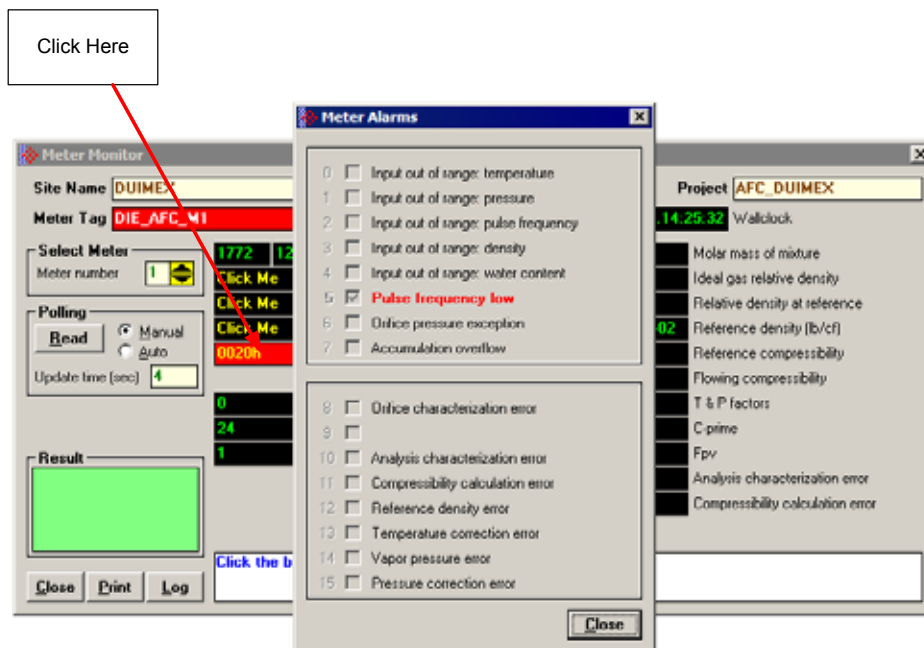 Click Here
Meter Alarms
Meter Monitor
Site Name DUIMEX
Project AFC_DUIMEX
Meter Tag DIE_AFC_M1
.14.25.32 Wallclock
Select Meter
Meter number 1
Polling
Read
Manual
Auto
Update time (sec) 4
Result
Close Print Log
1772 12
Click Me
Click Me
Click Me
0020h
0
24
1
Click the b
0 Input out of range: temperature
1 Input out of range: pressure
2 Input out of range: pulse frequency
3 Input out of range: density
4 Input out of range: water content
5 Pulse frequency low
6 Orifice pressure exception
7 Accumulation overflow
8 Orifice characterization error
9
10 Analysis characterization error
11 Compressibility calculation error
12 Reference density error
13 Temperature correction error
14 Vapor pressure error
15 Pressure correction error
Close
Molar mass of mixture
Ideal gas relative density
Relative density at reference
-02 Reference density (lb/cf)
Reference compressibility
Flowing compressibility
T & P factors
C-prime
Fpv
Analysis characterization error
Compressibility calculation error